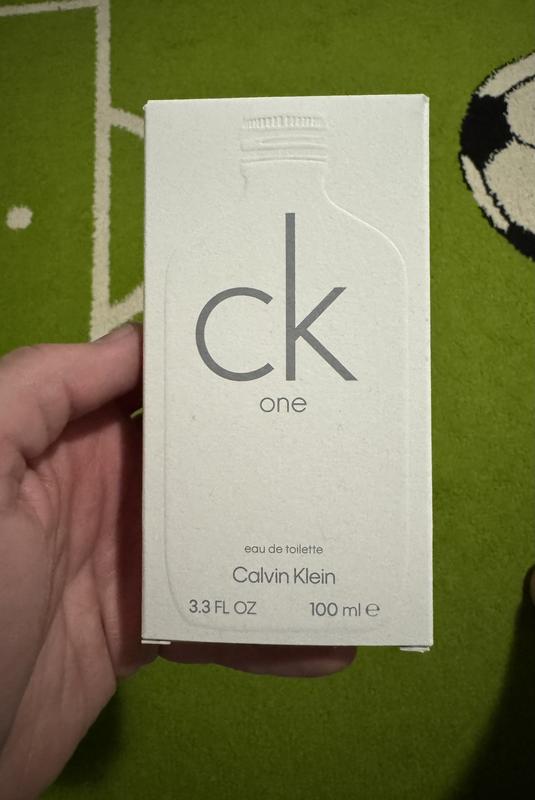 ck
one
eau de toilette
Calvin Klein
3.3 FL OZ 100 ml ℮